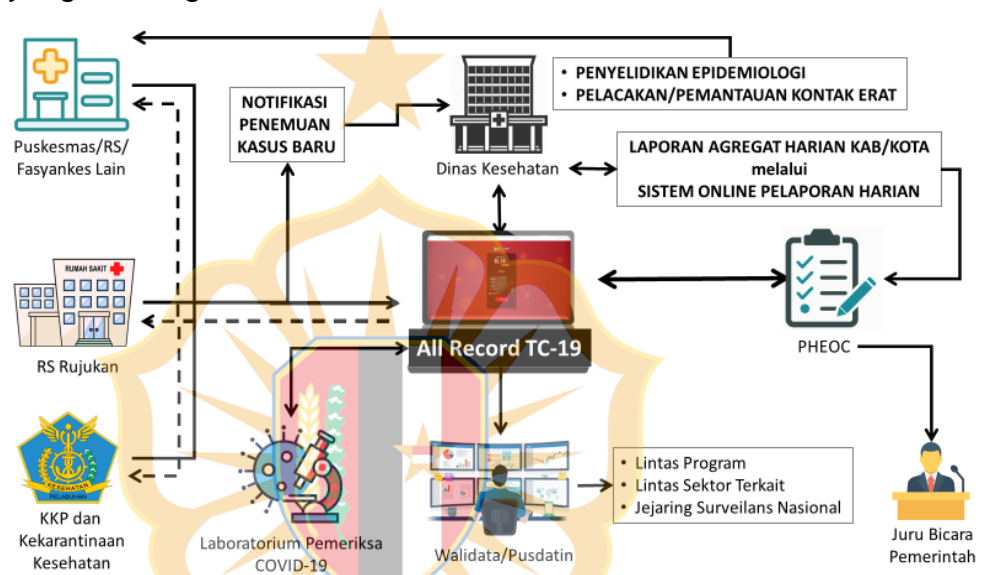 NOTIFIKASI
PENEMUAN
KASUS BARU
• PENYELIDIKAN EPIDEMIOLOGI
• PELACAKAN/PEMANTAUAN KONTAK ERAT
Puskesmas/RS/
Fasyankes Lain
Dinas Kesehatan
LAPORAN AGREGAT HARIAN KAB/KOTA
melalui
SISTEM ONLINE PELAPORAN HARIAN
RUMAH SAKIT
RS Rujukan
All Record TC-19
PHEOC
KESEHATAN
PELABUHAN
KKP dan
Kekarantinaan
Kesehatan
Laboratorium Pemeriksa
COVID-19
Walidata/Pusdatin
• Lintas Program
• Lintas Sektor Terkait
• Jejaring Surveilans Nasional
Juru Bicara
Pemerintah